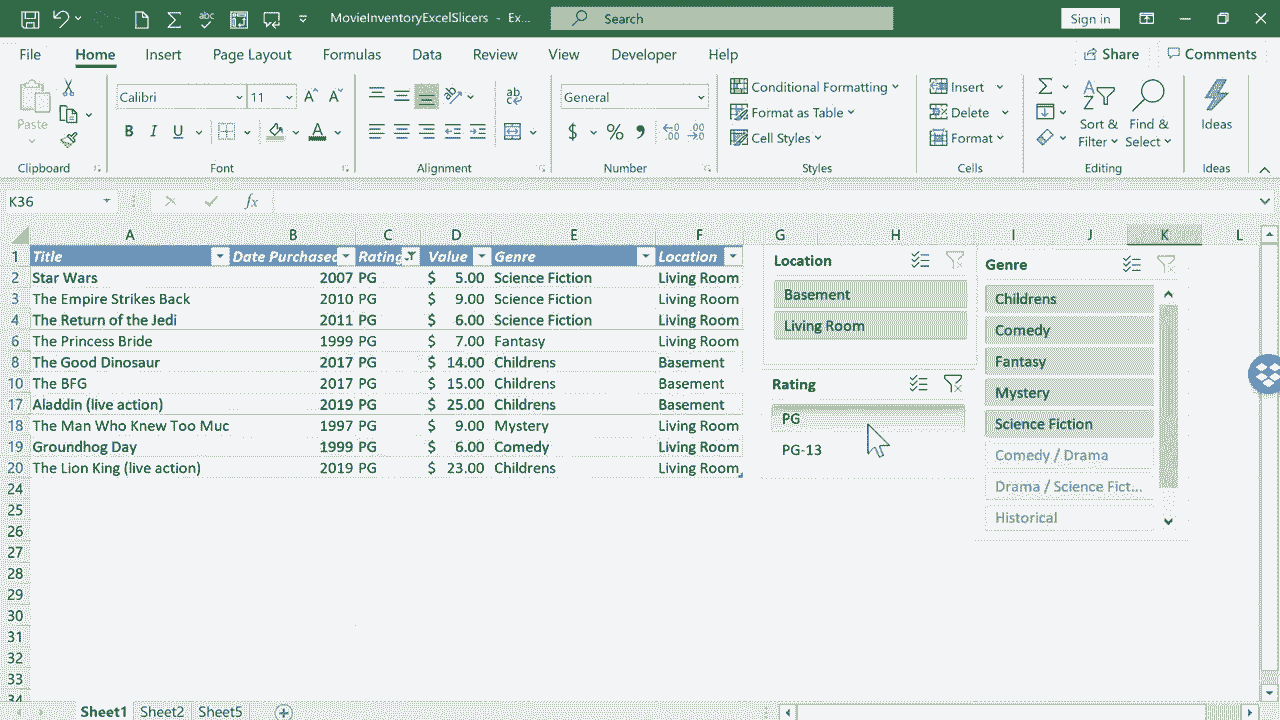 MovieInventoryExcelSlicers - Ex... Search Sign in
File Home Insert Page Layout Formulas Data Review View Developer Help Share Comments
Paste Calibri 11 General Conditional Formatting Insert
Format as Table Delete Sort & Find & Ideas
Cell Styles Format Filter Select
Clipboard Font Alignment Number Styles Cells Editing Ideas
K36 fx
A B C D E F G H I J K L
1 Title Date Purchased Rating Value Genre Location
2 Star Wars 2007 PG $ 5.00 Science Fiction Living Room
3 The Empire Strikes Back 2010 PG $ 9.00 Science Fiction Living Room
4 The Return of the Jedi 2011 PG $ 6.00 Science Fiction Living Room
6 The Princess Bride 1999 PG $ 7.00 Fantasy Living Room
The Good Dinosaur 2017 PG $ 14.00 Childrens Basement
10 The BFG 2017 PG $ 15.00 Childrens Basement
17 Aladdin (live action) 2019 PG $ 25.00 Childrens Basement
18 The Man Who Knew Too Muc 1997 PG $ 9.00 Mystery Living Room
19 Groundhog Day 1999 PG $ 6.00 Comedy Living Room
20 The Lion King (live action) 2019 PG $ 23.00 Childrens Living Room
24
25
26
27
28
29
30
31
32
33
34
Location
Basement
Living Room
Rating
PG
PG-13
Genre
Childrens
Comedy
Fantasy
Mystery
Science Fiction
Comedy / Drama
Drama / Science Fict...
Historical
Sheet1 Sheet2 Sheet5